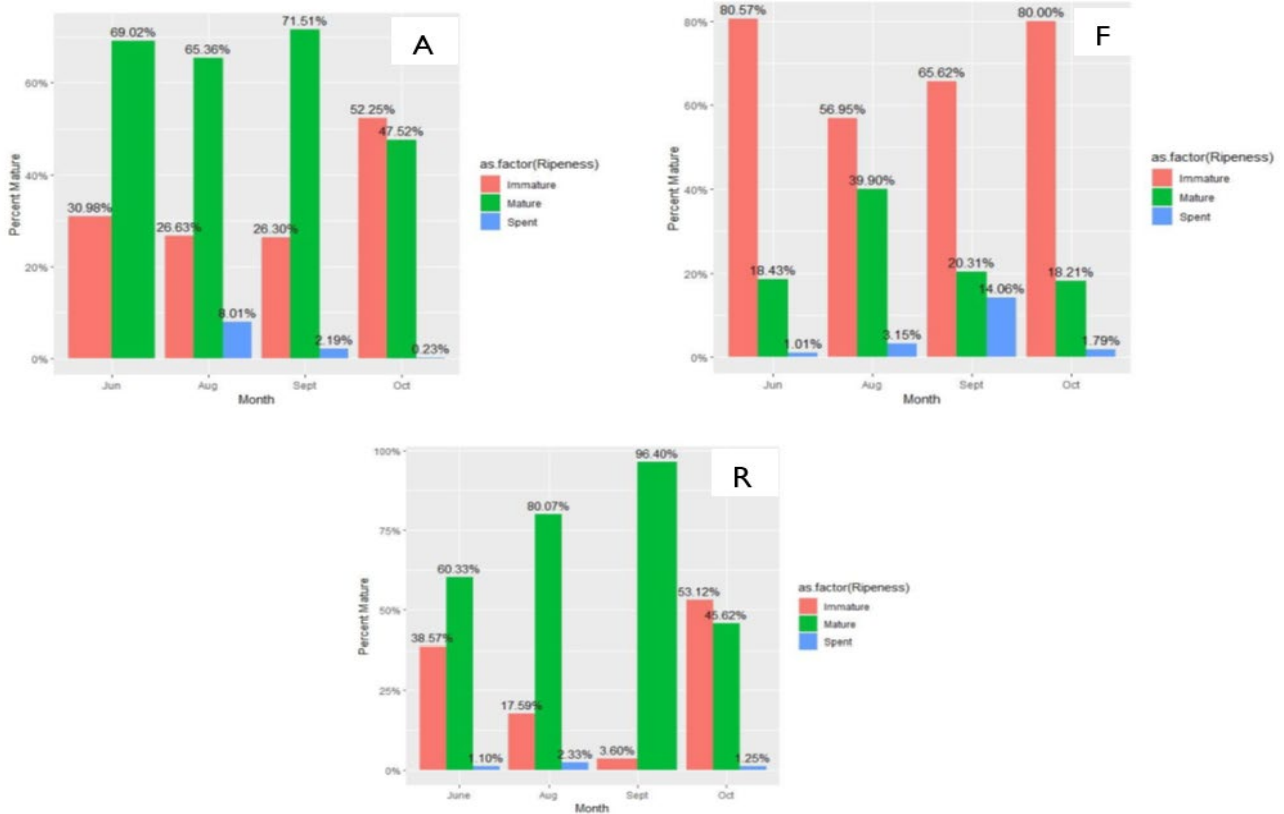 A
71.51%
69.02%
65.36%
60%
52.25%
47.52%
40%
30.98%
26.63%
26.30%
20%
8.01%
2.19%
0.23%
0%
Jun Aug Sept Oct
Month
Percent Mature
as.factor(Ripeness)
Immature
Mature
Spent
F
80.57%
80.00%
80%
65.62%
60%
56.95%
39.90%
40%
20.31%
18.43%
18.21%
20%
14.06%
3.15%
1.79%
1.01%
0%
Jun Aug Sept Oct
Month
Percent Mature
as.factor(Ripeness)
Immature
Mature
Spent
R
100%
96.40%
80.07%
75%
60.33%
53.12%
50%
45.62%
38.57%
25%
17.59%
3.60%
2.33%
1.25%
1.10%
0%
June Aug Sept Oct
Month
Percent Mature
as.factor(Ripeness)
Immature
Mature
Spent